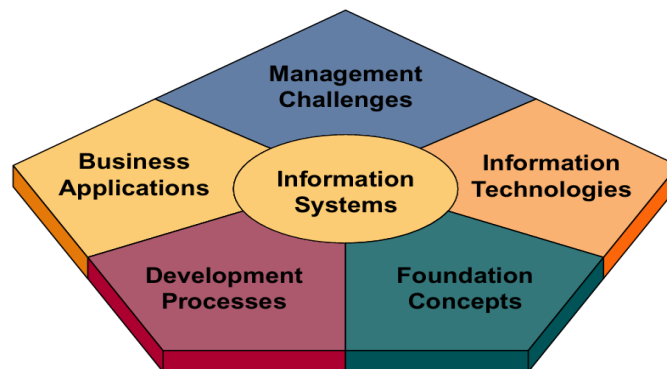 Management
Challenges
Business
Applications
Information
Systems
Information
Technologies
Development
Processes
Foundation
Concepts